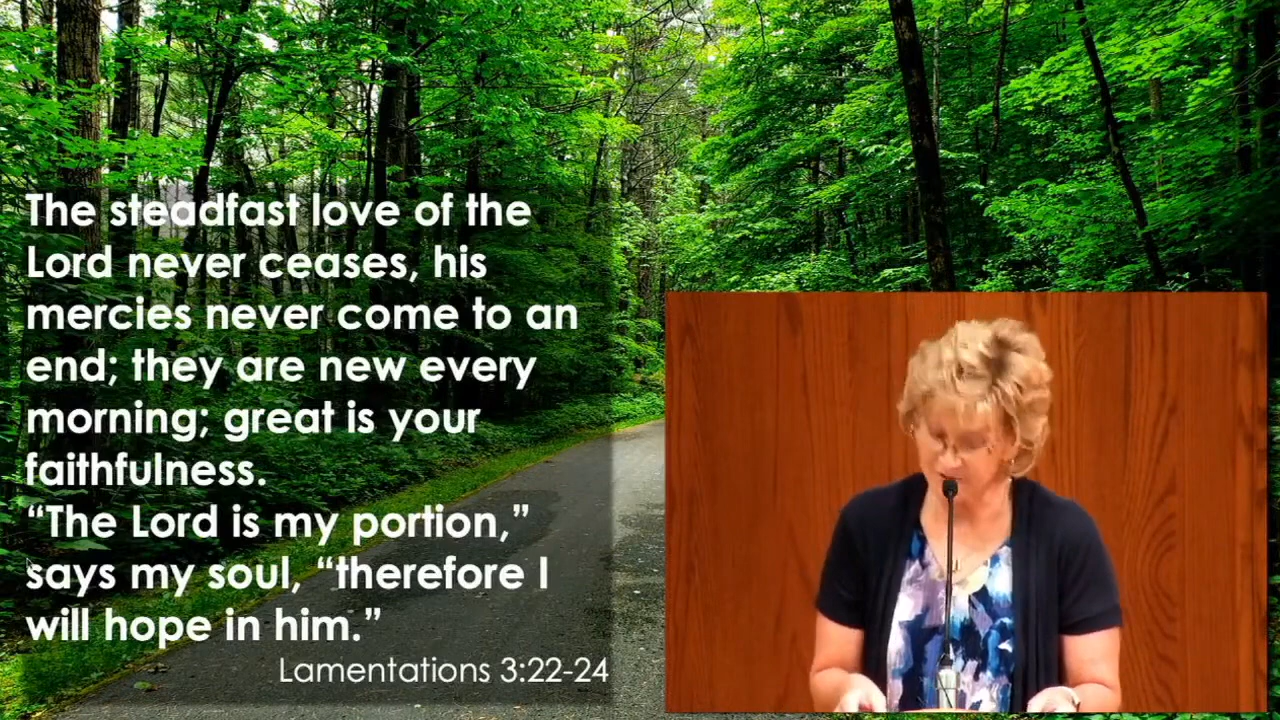 The steadfast love of the
Lord never ceases, his
mercies never come to an
end; they are new every
morning; great is your
faithfulness.
“The Lord is my portion,”
says my soul, “therefore I
will hope in him.”
Lamentations 3:22-24